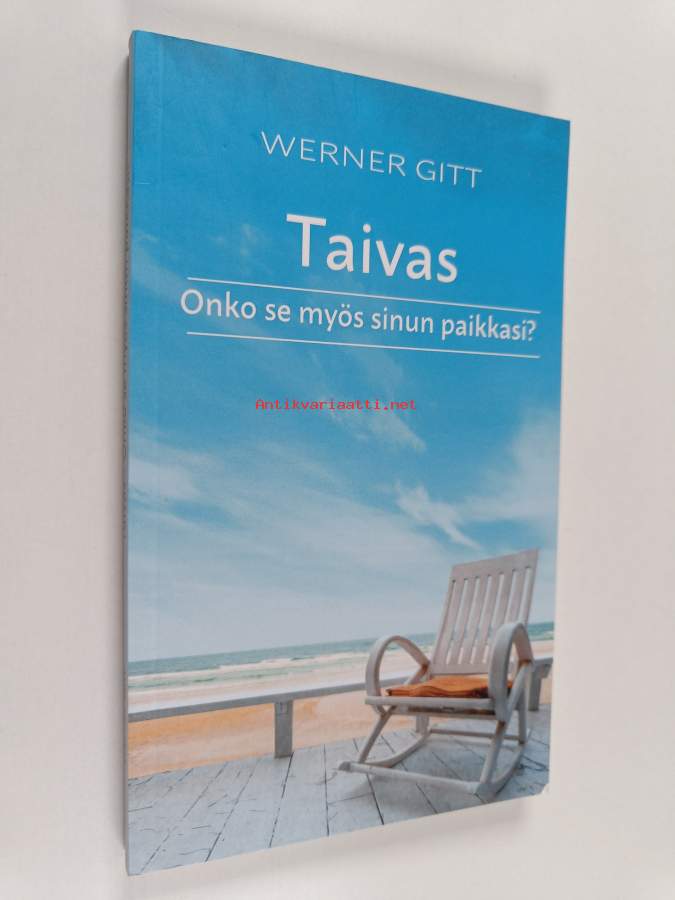 WERNER GITT
Taivas
Onko se myös sinun paikkasi?
Antikvariaatti.net